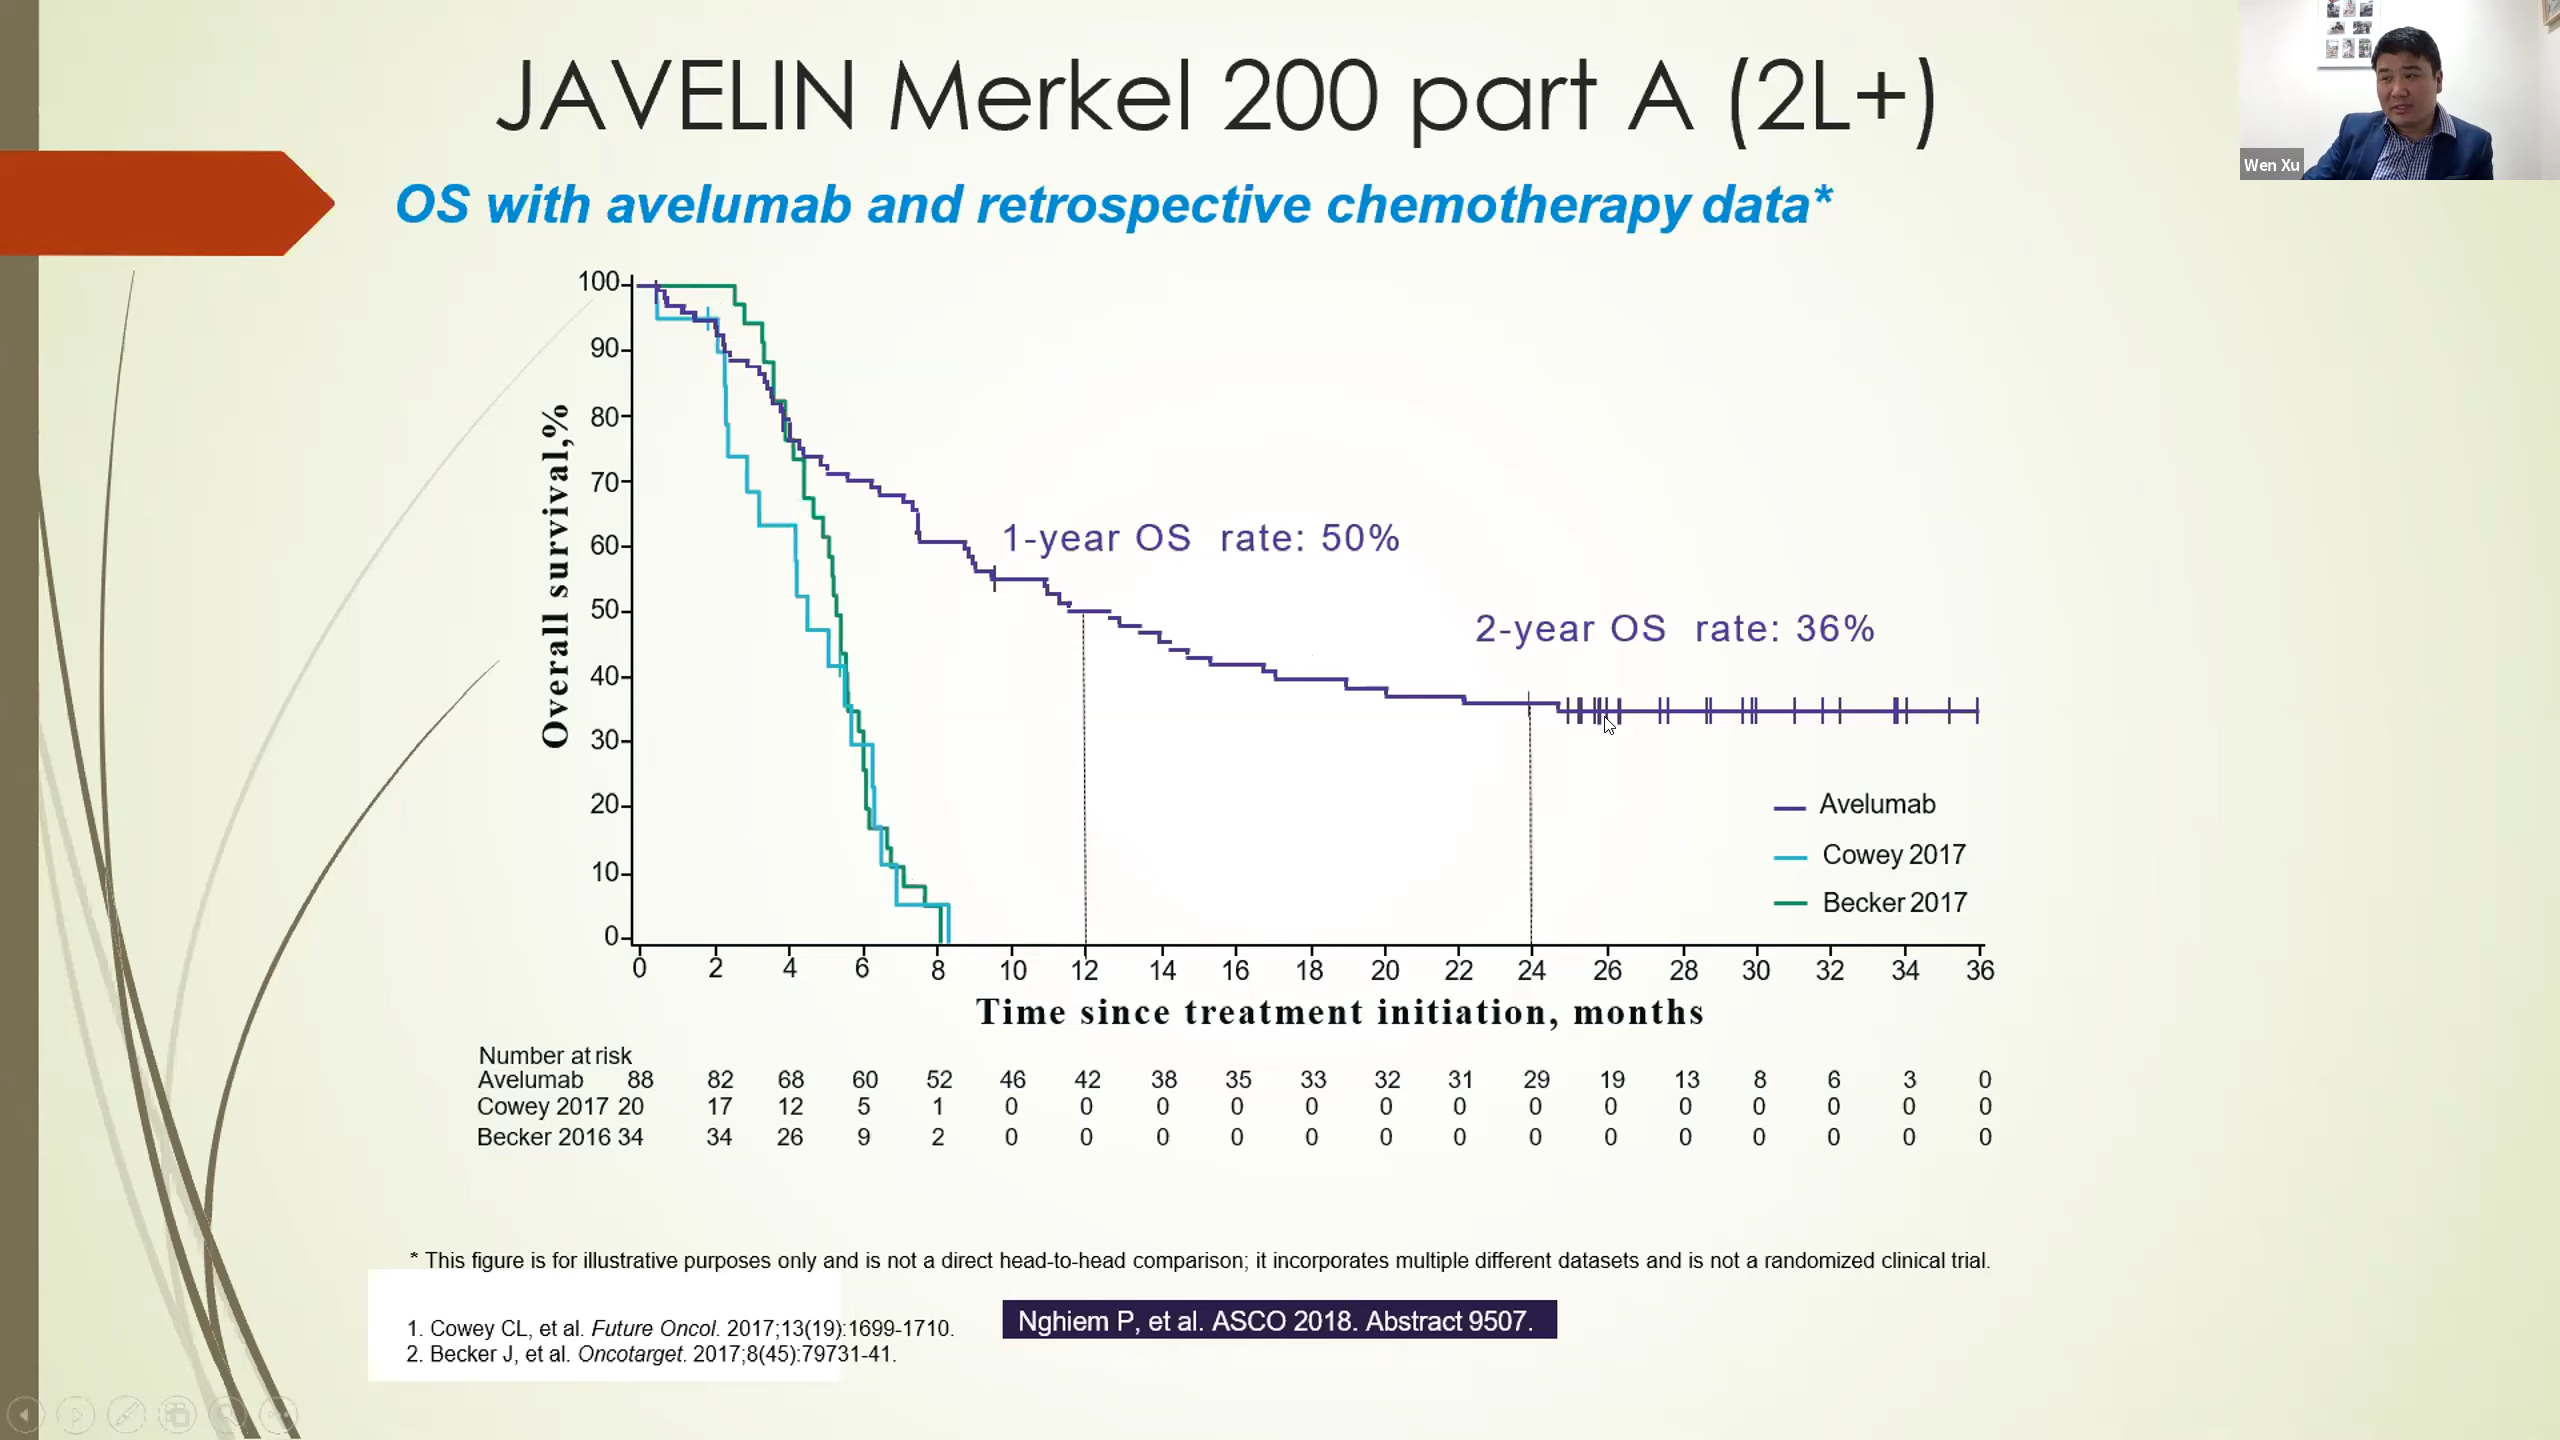 JAVELIN Merkel 200 part A (2L+)
Wen Xu
OS with avelumab and retrospective chemotherapy data*
Overall survival,%
100
90
80
70
60
50
40
30
20
10
0
1-year OS rate: 50%
2-year OS rate: 36%
Avelumab
Cowey 2017
Becker 2017
0 2 4 6 8 10 12 14 16 18 20 22 24 26 28 30 32 34 36
Time since treatment initiation, months
Number at risk
Avelumab 88 82 68 60 52 46 42 38 35 33 32 31 29 19 13 8 6 3 0
Cowey 2017 20 17 12 5 1 0 0 0 0 0 0 0 0 0 0 0 0 0 0
Becker 2016 34 34 26 9 2 0 0 0 0 0 0 0 0 0 0 0 0 0 0
* This figure is for illustrative purposes only and is not a direct head-to-head comparison; it incorporates multiple different datasets and is not a randomized clinical trial.
1. Cowey CL, et al. Future Oncol. 2017;13(19):1699-1710.
2. Becker J, et al. Oncotarget. 2017;8(45):79731-41.
Nghiem P, et al. ASCO 2018. Abstract 9507.